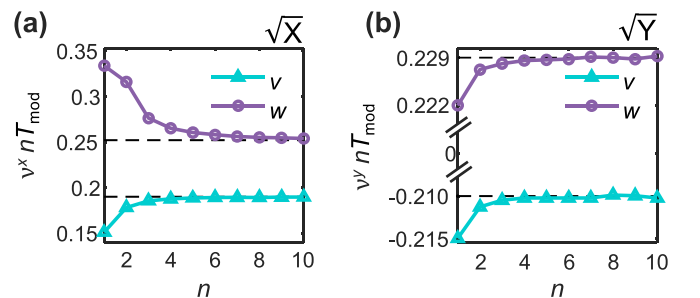 (a)
√X
0.35
0.3
0.25
0.2
0.15
ν^x nT_mod
v
w
2 4 6 8 10
n
(b)
√Y
0.229
0.222
0
-0.210
-0.215
ν^y nT_mod
v
w
2 4 6 8 10
n